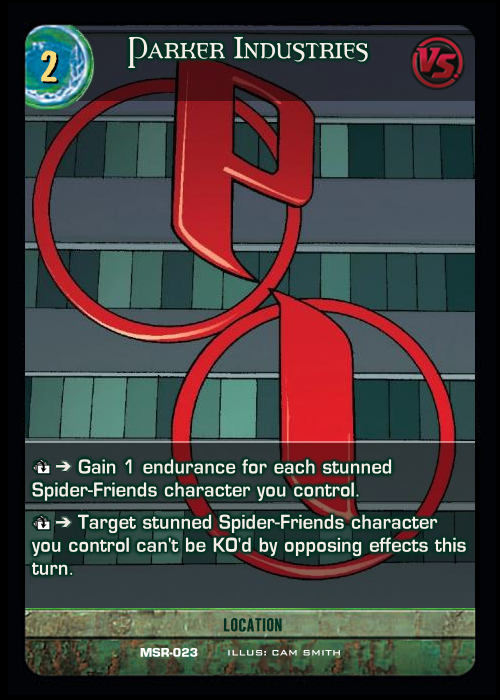 2
Parker Industries
VS
P
I
→ Gain 1 endurance for each stunned
Spider-Friends character you control.
→ Target stunned Spider-Friends character
you control can't be KO'd by opposing effects this
turn.
LOCATION
MSR-023 ILLUS: CAM SMITH